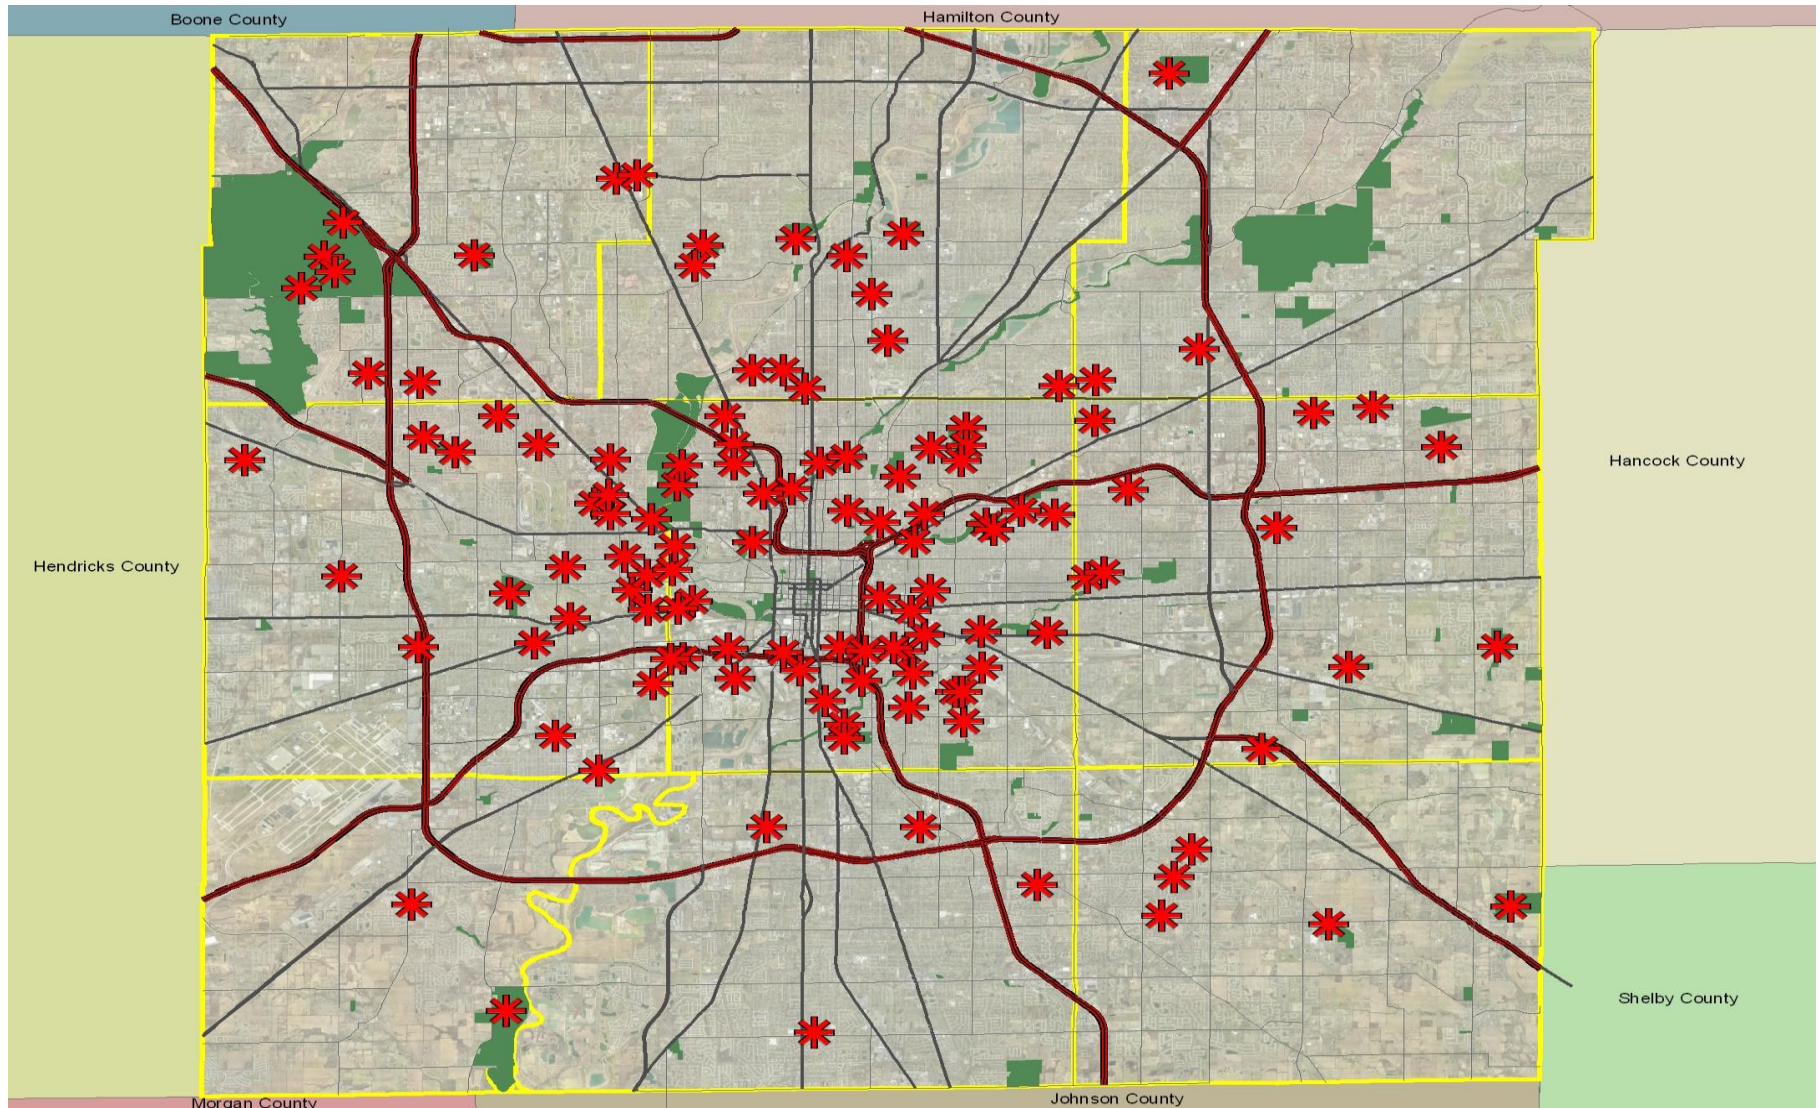 Boone County
Hamilton County
Hancock County
Hendricks County
Shelby County
Morgan County
Johnson County